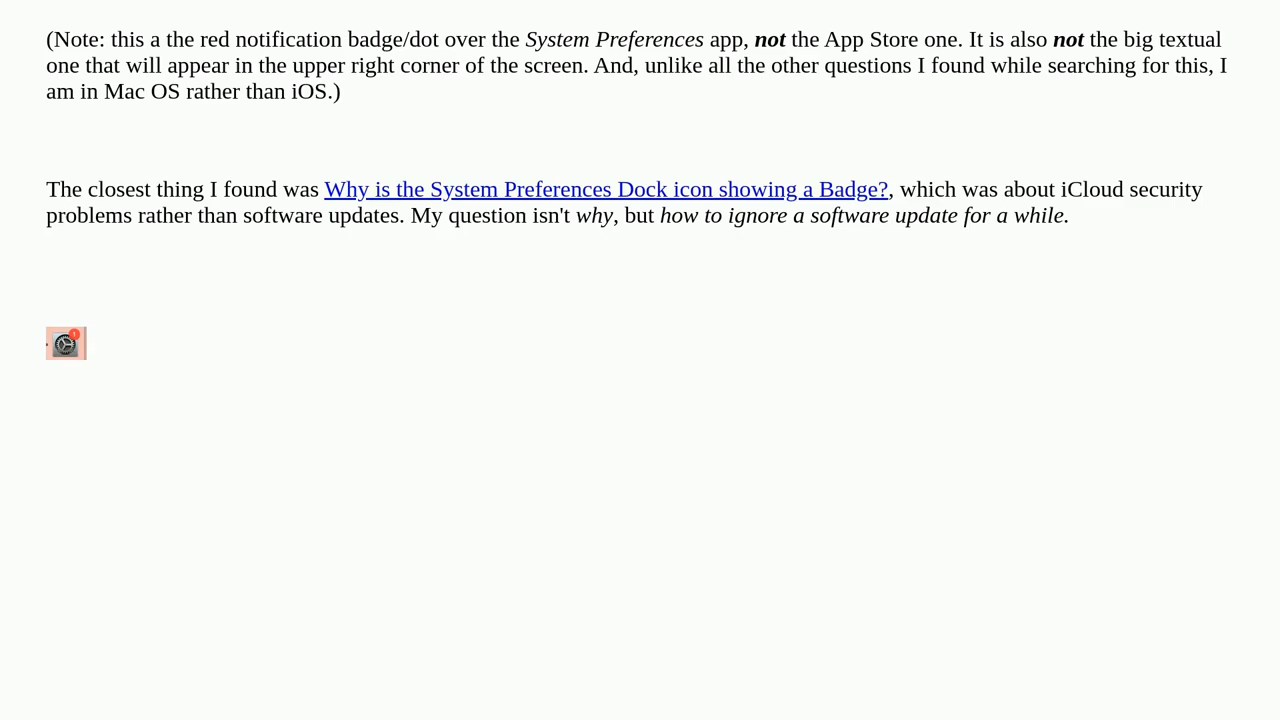 (Note: this a the red notification badge/dot over the System Preferences app, not the App Store one. It is also not the big textual
one that will appear in the upper right corner of the screen. And, unlike all the other questions I found while searching for this, I
am in Mac OS rather than iOS.)
The closest thing I found was Why is the System Preferences Dock icon showing a Badge?, which was about iCloud security
problems rather than software updates. My question isn't why, but how to ignore a software update for a while.
1